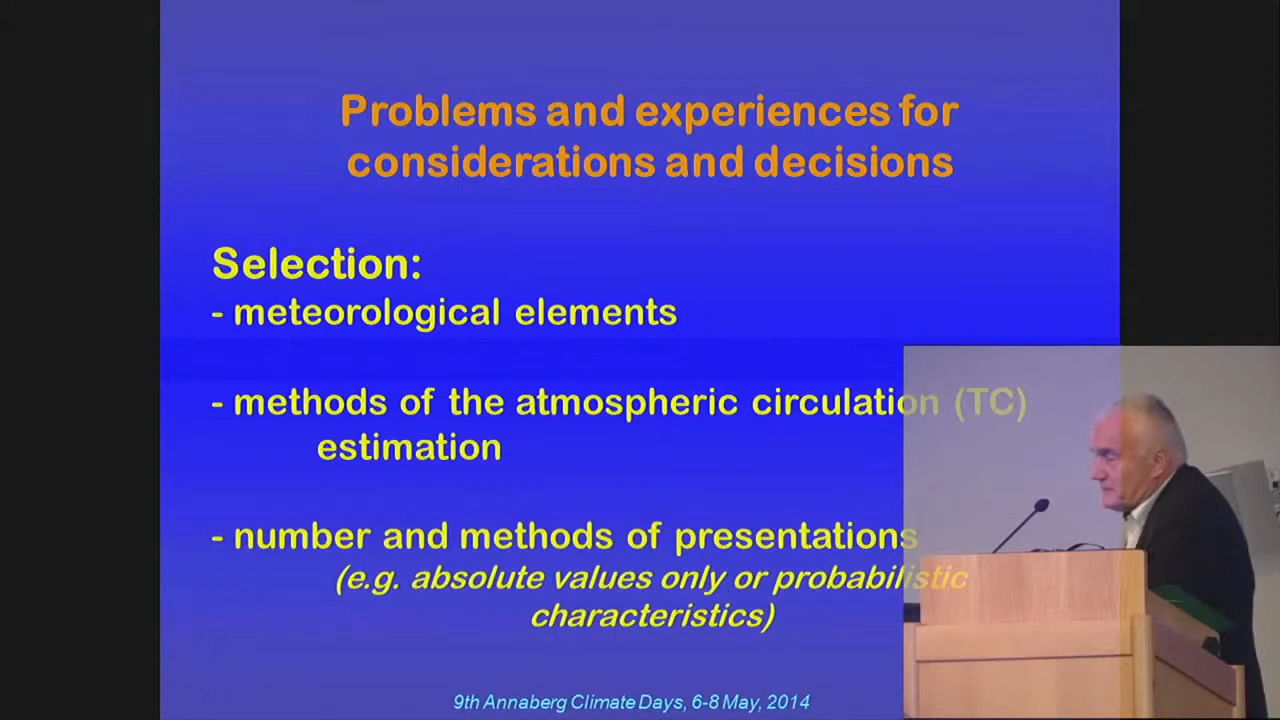 Problems and experiences for
considerations and decisions
Selection:
- meteorological elements
- methods of the atmospheric circulation (TC)
estimation
- number and methods of presentations
(e.g. absolute values only or probabilistic
characteristics)
9th Annaberg Climate Days, 6-8 May, 2014